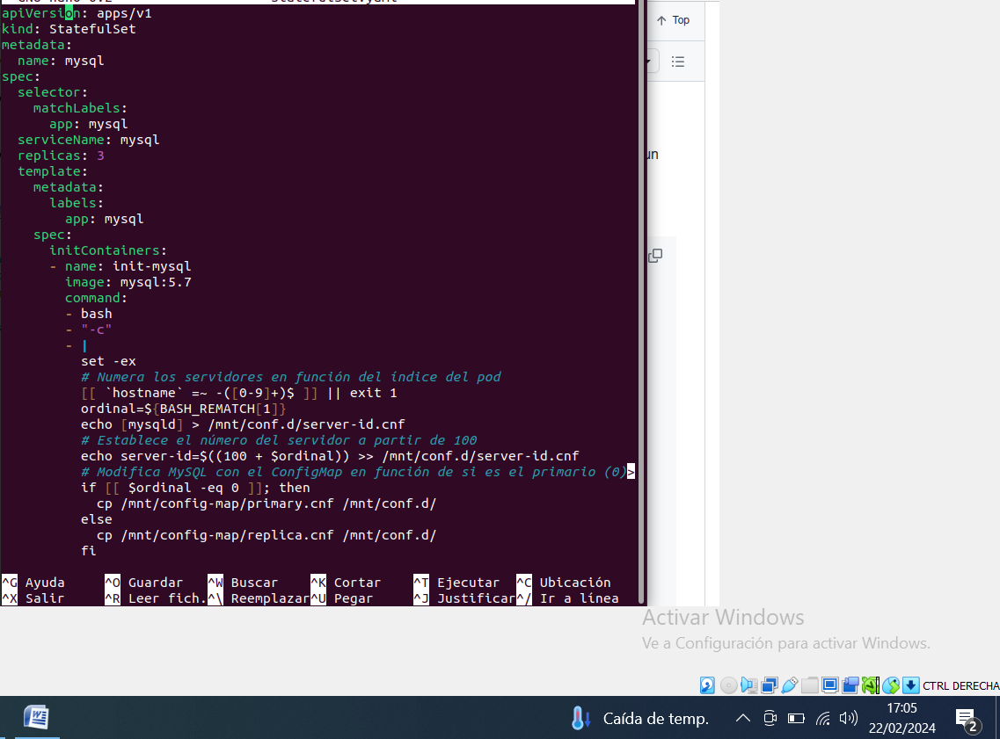 apiVersion: apps/v1
kind: StatefulSet
metadata:
  name: mysql
spec:
  selector:
    matchLabels:
      app: mysql
  serviceName: mysql
  replicas: 3
  template:
    metadata:
      labels:
        app: mysql
    spec:
      initContainers:
      - name: init-mysql
        image: mysql:5.7
        command:
        - bash
        - "-c"
        - |
          set -ex
          # Numera los servidores en función del índice del pod
          [[ `hostname` =~ -([0-9]+)$ ]] || exit 1
          ordinal=${BASH_REMATCH[1]}
          echo [mysqld] > /mnt/conf.d/server-id.cnf
          # Establece el número del servidor a partir de 100
          echo server-id=$((100 + $ordinal)) >> /mnt/conf.d/server-id.cnf
          # Modifica MySQL con el ConfigMap en función de si es el primario (0)>
          if [[ $ordinal -eq 0 ]]; then
            cp /mnt/config-map/primary.cnf /mnt/conf.d/
          else
            cp /mnt/config-map/replica.cnf /mnt/conf.d/
          fi
^G Ayuda ^O Guardar ^W Buscar ^K Cortar ^T Ejecutar ^C Ubicación
^X Salir ^R Leer fich. ^\ Reemplazar ^U Pegar ^J Justificar ^/ Ir a línea
Top
un
Activar Windows
Ve a Configuración para activar Windows.
CTRL DERECHA
Caída de temp.
17:05
22/02/2024
2